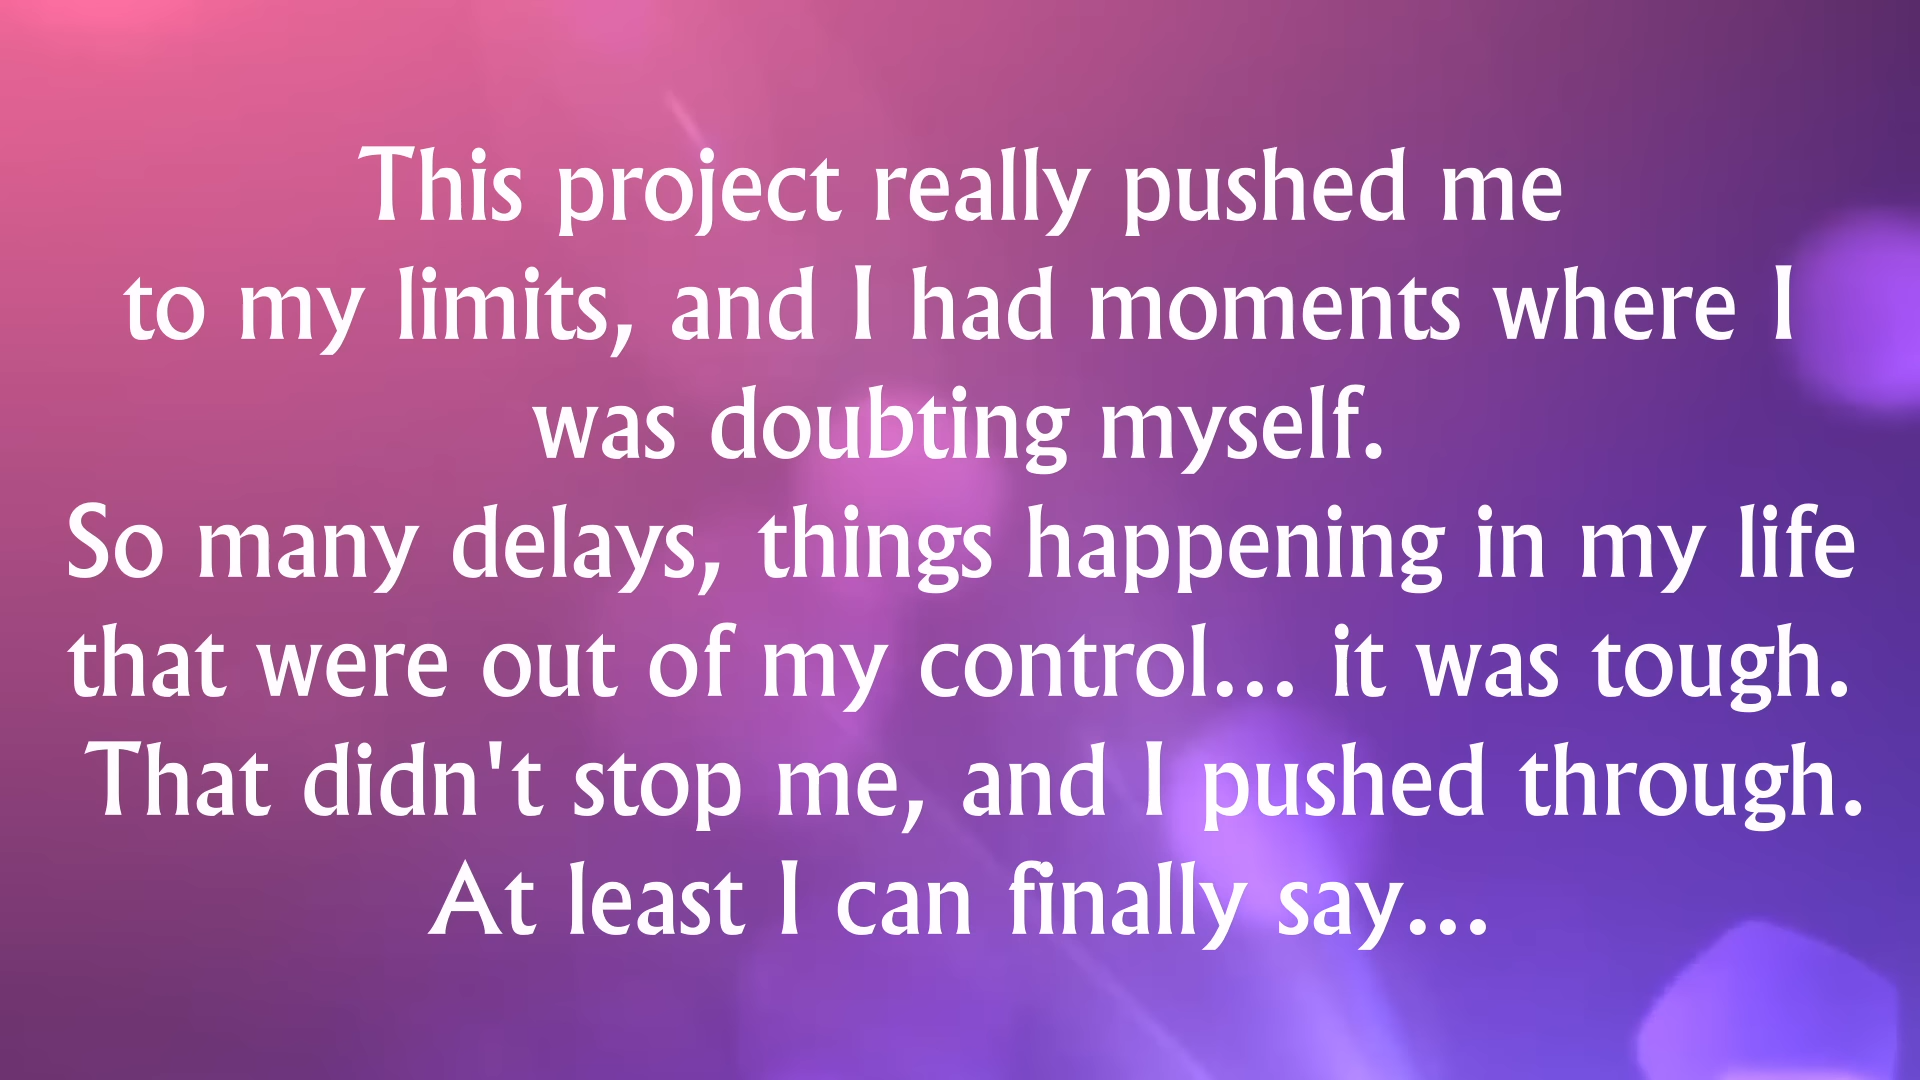 This project really pushed me
to my limits, and I had moments where I
was doubting myself.
So many delays, things happening in my life
that were out of my control... it was tough.
That didn't stop me, and I pushed through.
At least I can finally say...